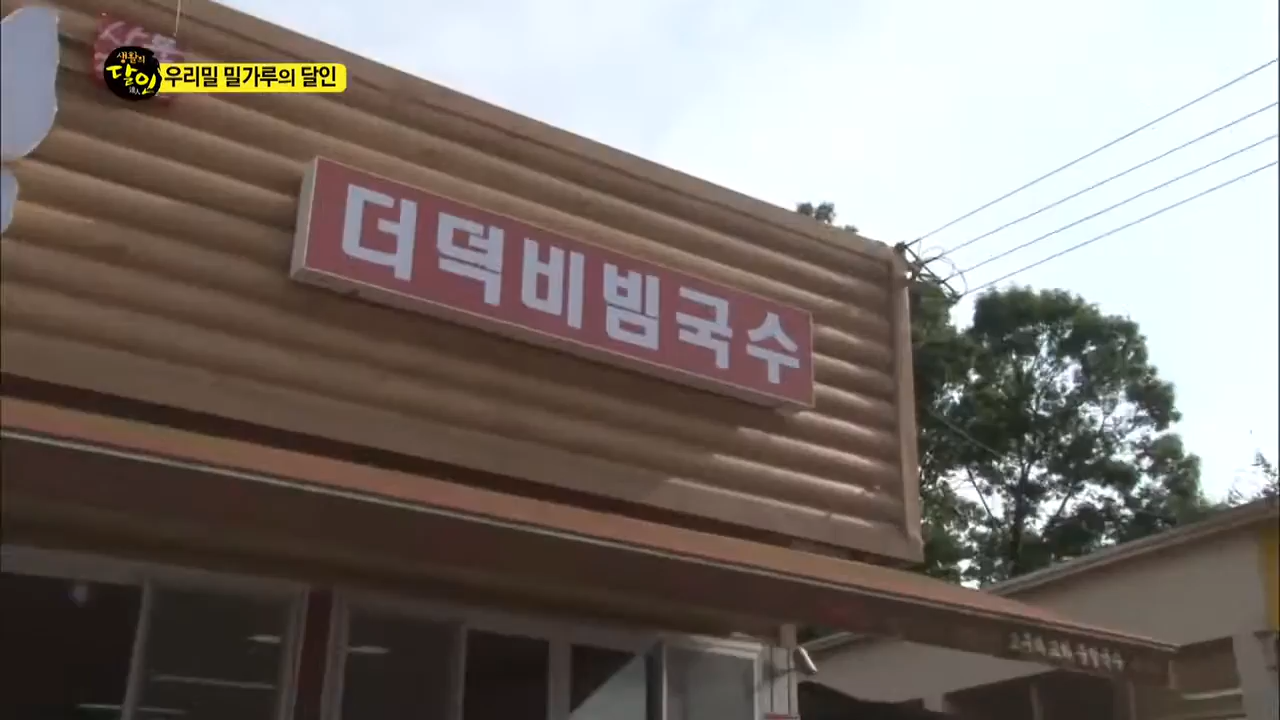 생활의
달인
우리밀 밀가루의 달인
더덕비빔국수